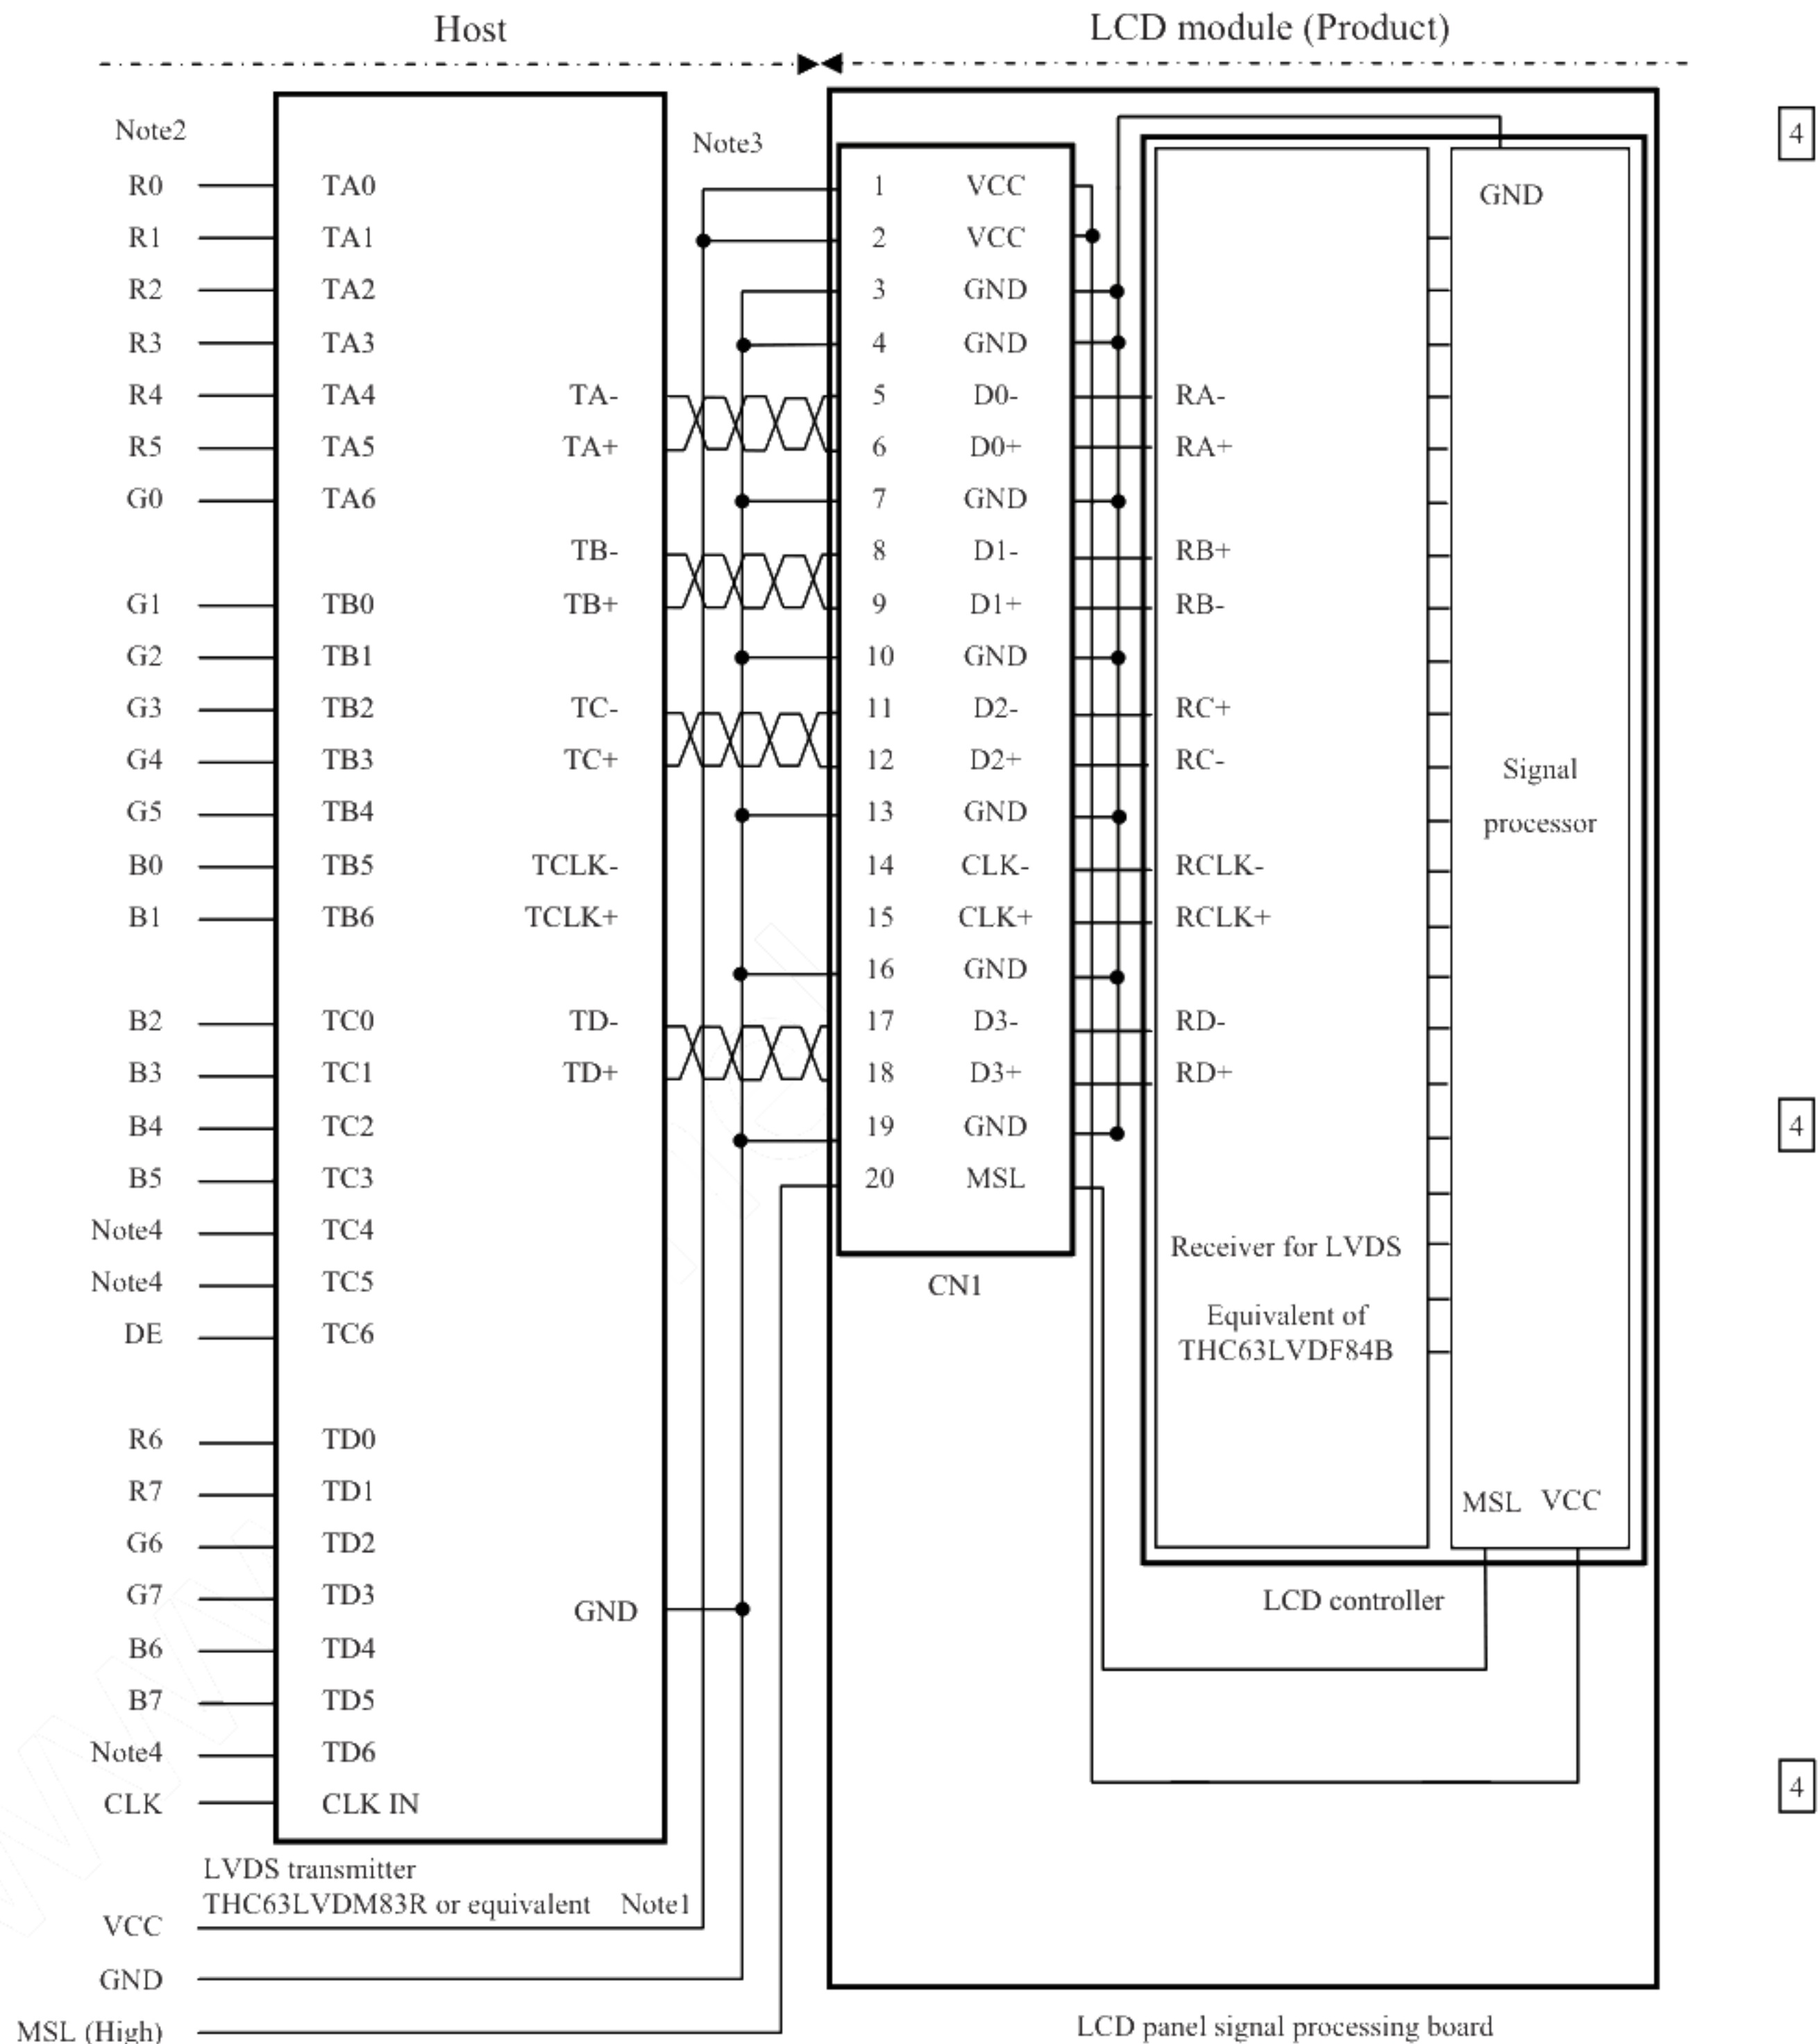 Host
LCD module (Product)
Note2
Note3
4
R0 TA0 1 VCC GND
R1 TA1 2 VCC
R2 TA2 3 GND
R3 TA3 4 GND
R4 TA4 TA- 5 D0- RA-
R5 TA5 TA+ 6 D0+ RA+
G0 TA6 7 GND
TB- 8 D1- RB+
G1 TB0 TB+ 9 D1+ RB-
G2 TB1 10 GND
G3 TB2 TC- 11 D2- RC+
G4 TB3 TC+ 12 D2+ RC- Signal
G5 TB4 13 GND processor
B0 TB5 TCLK- 14 CLK- RCLK-
B1 TB6 TCLK+ 15 CLK+ RCLK+
16 GND
B2 TC0 TD- 17 D3- RD-
B3 TC1 TD+ 18 D3+ RD+
B4 TC2 19 GND 4
B5 TC3 20 MSL
Note4 TC4 Receiver for LVDS
Note4 TC5 CN1
DE TC6 Equivalent of
THC63LVDF84B
R6 TD0
R7 TD1 MSL VCC
G6 TD2
G7 TD3 GND LCD controller
B6 TD4
B7 TD5
Note4 TD6 4
CLK CLK IN
LVDS transmitter
THC63LVDM83R or equivalent Note1
VCC
GND
MSL (High) LCD panel signal processing board